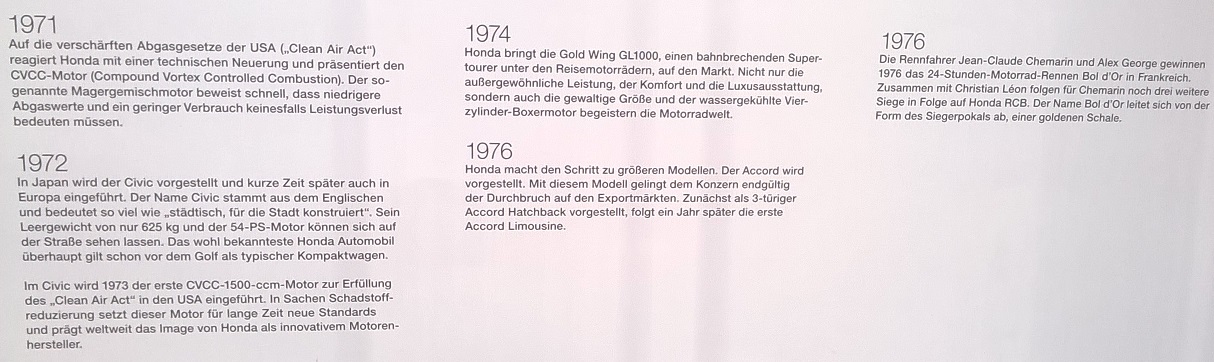 1971
Auf die verschärften Abgasgesetze der USA („Clean Air Act“)
reagiert Honda mit einer technischen Neuerung und präsentiert den
CVCC-Motor (Compound Vortex Controlled Combustion). Der so-
genannte Magergemischmotor beweist schnell, dass niedrigere
Abgaswerte und ein geringer Verbrauch keinesfalls Leistungsverlust
bedeuten müssen.
1972
In Japan wird der Civic vorgestellt und kurze Zeit später auch in
Europa eingeführt. Der Name Civic stammt aus dem Englischen
und bedeutet so viel wie „städtisch, für die Stadt konstruiert“. Sein
Leergewicht von nur 625 kg und der 54-PS-Motor können sich auf
der Straße sehen lassen. Das wohl bekannteste Honda Automobil
überhaupt gilt schon vor dem Golf als typischer Kompaktwagen.
Im Civic wird 1973 der erste CVCC-1500-ccm-Motor zur Erfüllung
des „Clean Air Act“ in den USA eingeführt. In Sachen Schadstoff-
reduzierung setzt dieser Motor für lange Zeit neue Standards
und prägt weltweit das Image von Honda als innovativem Motoren-
hersteller.
1974
Honda bringt die Gold Wing GL1000, einen bahnbrechenden Super-
tourer unter den Reisemotorrädern, auf den Markt. Nicht nur die
außergewöhnliche Leistung, der Komfort und die Luxusausstattung,
sondern auch die gewaltige Größe und der wassergekühlte Vier-
zylinder-Boxermotor begeistern die Motorradwelt.
1976
Honda macht den Schritt zu größeren Modellen. Der Accord wird
vorgestellt. Mit diesem Modell gelingt dem Konzern endgültig
der Durchbruch auf den Exportmärkten. Zunächst als 3-türiger
Accord Hatchback vorgestellt, folgt ein Jahr später die erste
Accord Limousine.
1976
Die Rennfahrer Jean-Claude Chemarin und Alex George gewinnen
1976 das 24-Stunden-Motorrad-Rennen Bol d’Or in Frankreich.
Zusammen mit Christian Léon folgen für Chemarin noch drei weitere
Siege in Folge auf Honda RCB. Der Name Bol d’Or leitet sich von der
Form des Siegerpokals ab, einer goldenen Schale.